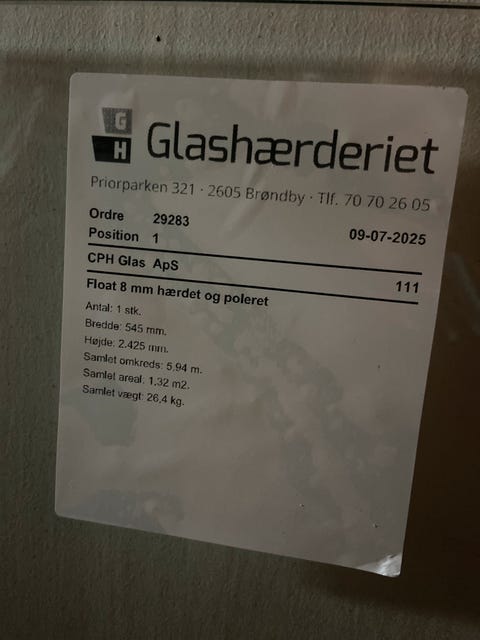 G
H
Glashærderiet
Priorparken 321 · 2605 Brøndby · Tlf. 70 70 26 05
Ordre 29283
Position 1 09-07-2025
CPH Glas ApS 111
Float 8 mm hærdet og poleret
Antal: 1 stk.
Bredde: 545 mm.
Højde: 2.425 mm.
Samlet omkreds: 5,94 m.
Samlet areal: 1,32 m2.
Samlet vægt: 26,4 kg.